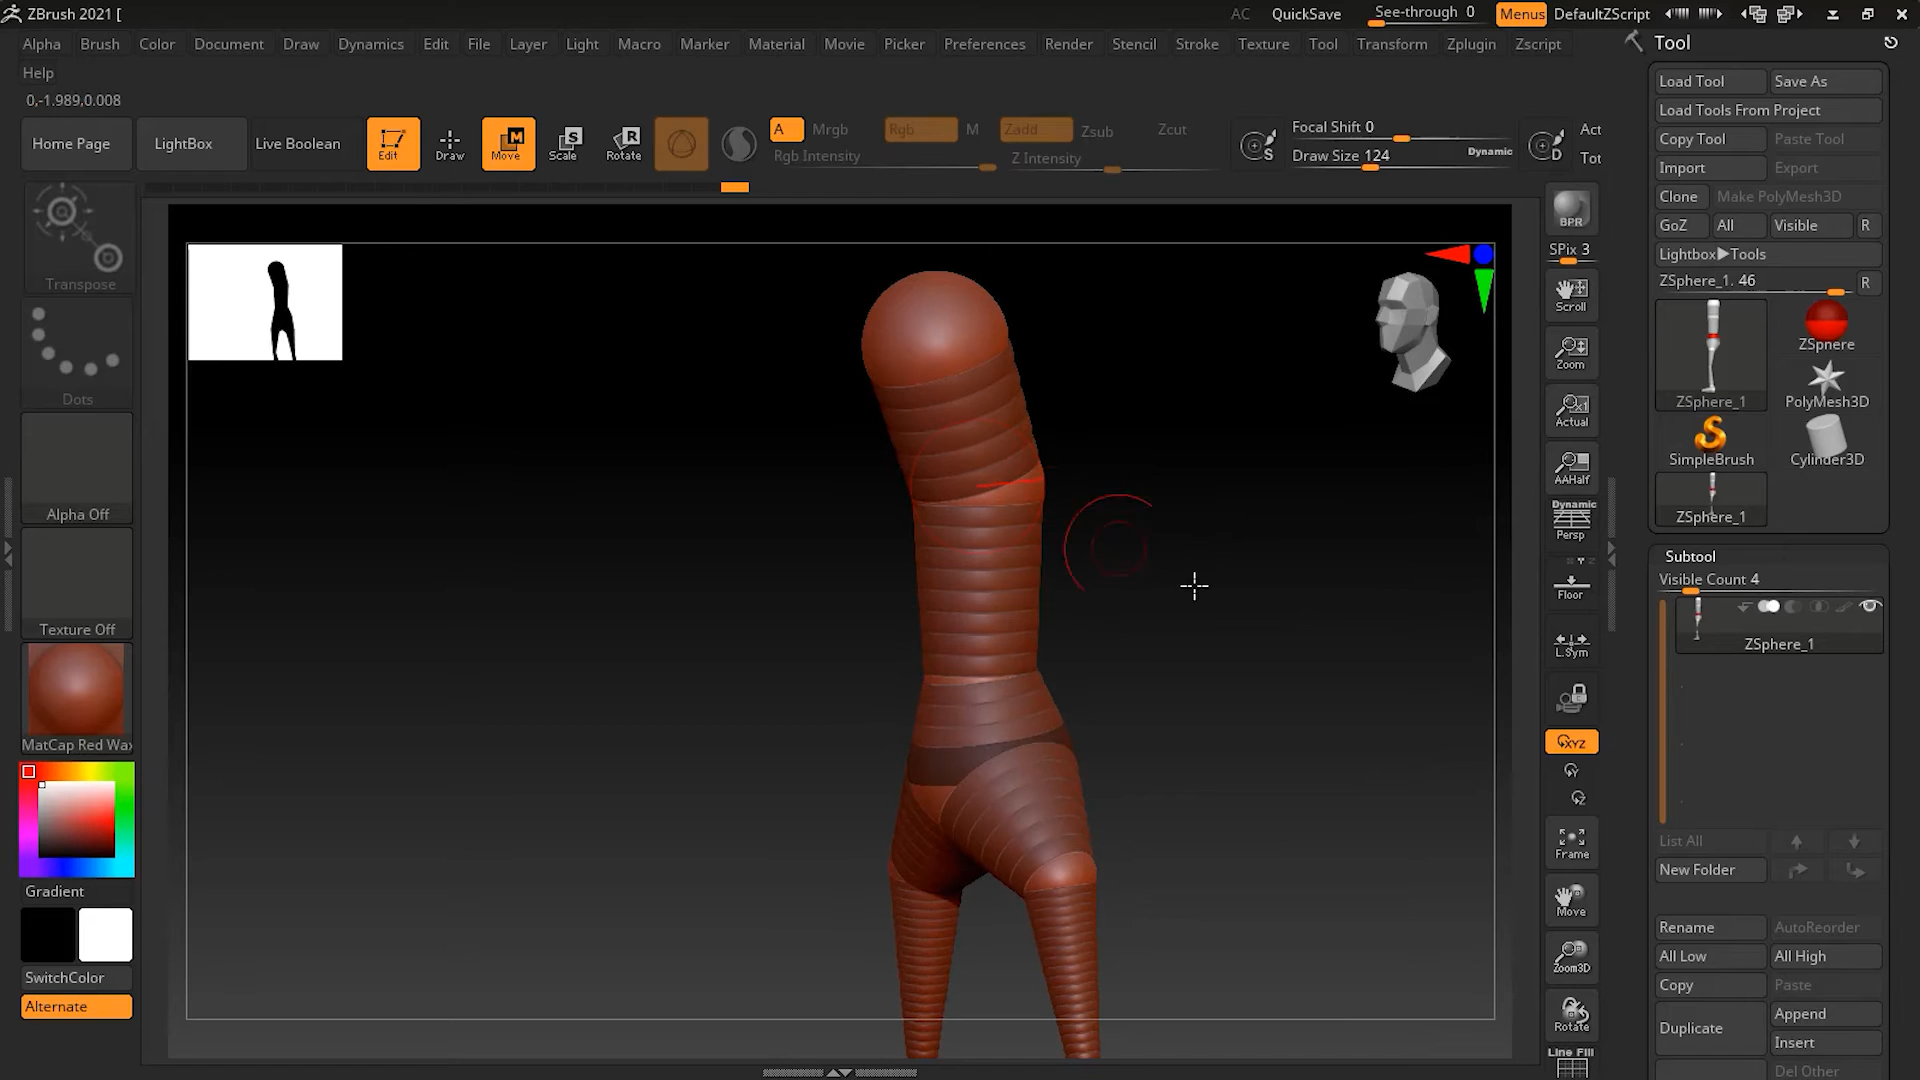 ZBrush 2021 [
AC QuickSave See-through 0 Menus DefaultZScript
Alpha Brush Color Document Draw Dynamics Edit File Layer Light Macro Marker Material Movie Picker Preferences Render Stencil Stroke Texture Tool Transform Zplugin Zscript
Help
0,-1.989,0.008
Home Page LightBox Live Boolean Edit Draw Move Scale Rotate
M S R
A Mrgb Rgb M Zadd Zsub Zcut
Rgb Intensity Z Intensity
S Focal Shift 0
Draw Size 124 Dynamic
D Act
Tot
Transpose
Dots
Alpha Off
Texture Off
MatCap Red Wax
Gradient
SwitchColor
Alternate
BPR
SPix 3
Scroll
Zoom
Actual
AAHalf
Dynamic
Persp
Floor
L.Sym
XYZ
Y
Z
Frame
Move
Zoom3D
Rotate
Line Fill
Tool
Load Tool Save As
Load Tools From Project
Copy Tool Paste Tool
Import Export
Clone Make PolyMesh3D
GoZ All Visible R
Lightbox▶Tools
ZSphere_1. 46 R
ZSphere_1 ZSphere
PolyMesh3D
SimpleBrush Cylinder3D
ZSphere_1
Subtool
Visible Count 4
ZSphere_1
List All
New Folder
Rename AutoReorder
All Low All High
Copy Paste
Duplicate Append
Insert
Del Other